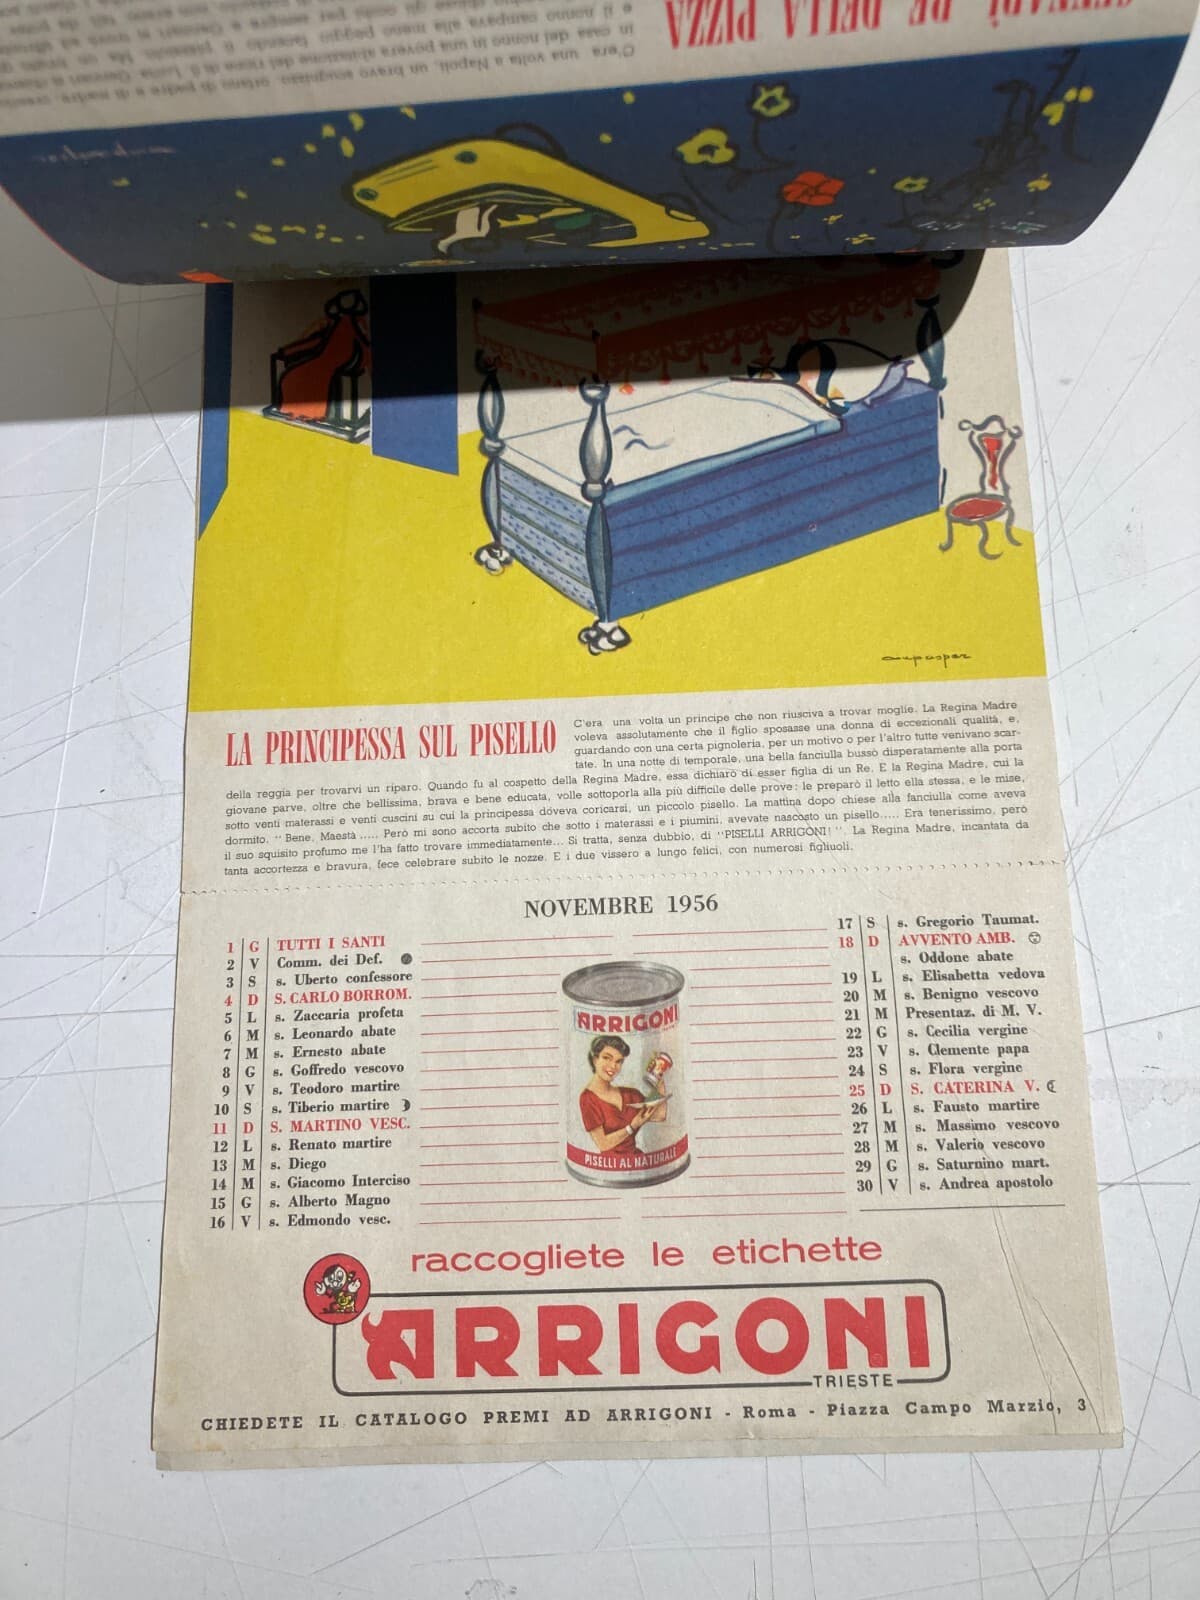 GENNARÌ RE DELLA PIZZA
C'era una volta a Napoli, un bravo
LA PRINCIPESSA SUL PISELLO
C'era una volta un principe che non riusciva a trovar moglie. La Regina Madre
voleva assolutamente che il figlio sposasse una donna di eccezionali qualità, e,
guardando con una certa pignoleria, per un motivo o per l'altro tutte venivano scar-
tate. In una notte di temporale, una bella fanciulla bussò disperatamente alla porta
della reggia per trovarvi un riparo. Quando fu al cospetto della Regina Madre, essa dichiarò di esser figlia di un Re. E la Regina Madre, cui la
giovane parve, oltre che bellissima, brava e bene educata, volle sottoporla alla più difficile delle prove: le preparò il letto ella stessa, e le mise,
sotto venti materassi e venti cuscini su cui la principessa doveva coricarsi, un piccolo pisello. La mattina dopo chiese alla fanciulla come aveva
dormito. "Bene, Maestà ..... Però mi sono accorta subito che sotto i materassi e i piumini, avevate nascosto un pisello..... Era tenerissimo, però
il suo squisito profumo me l'ha fatto trovare immediatamente... Si tratta, senza dubbio, di "PISELLI ARRIGONI!". La Regina Madre, incantata da
tanta accortezza e bravura, fece celebrare subito le nozze. E i due vissero a lungo felici, con numerosi figliuoli.
NOVEMBRE 1956
1 G TUTTI I SANTI
2 V Comm. dei Def.
3 S s. Uberto confessore
4 D S. CARLO BORROM.
5 L s. Zaccaria profeta
6 M s. Leonardo abate
7 M s. Ernesto abate
8 G s. Goffredo vescovo
9 V s. Teodoro martire
10 S s. Tiberio martire
11 D S. MARTINO VESC.
12 L s. Renato martire
13 M s. Diego
14 M s. Giacomo Interciso
15 G s. Alberto Magno
16 V s. Edmondo vesc.
17 S s. Gregorio Taumat.
18 D AVVENTO AMB.
s. Oddone abate
19 L s. Elisabetta vedova
20 M s. Benigno vescovo
21 M Presentaz. di M. V.
22 G s. Cecilia vergine
23 V s. Clemente papa
24 S s. Flora vergine
25 D S. CATERINA V.
26 L s. Fausto martire
27 M s. Massimo vescovo
28 M s. Valerio vescovo
29 G s. Saturnino mart.
30 V s. Andrea apostolo
ARRIGONI
PISELLI AL NATURALE
raccogliete le etichette
ARRIGONI
TRIESTE
CHIEDETE IL CATALOGO PREMI AD ARRIGONI - Roma - Piazza Campo Marzio, 3